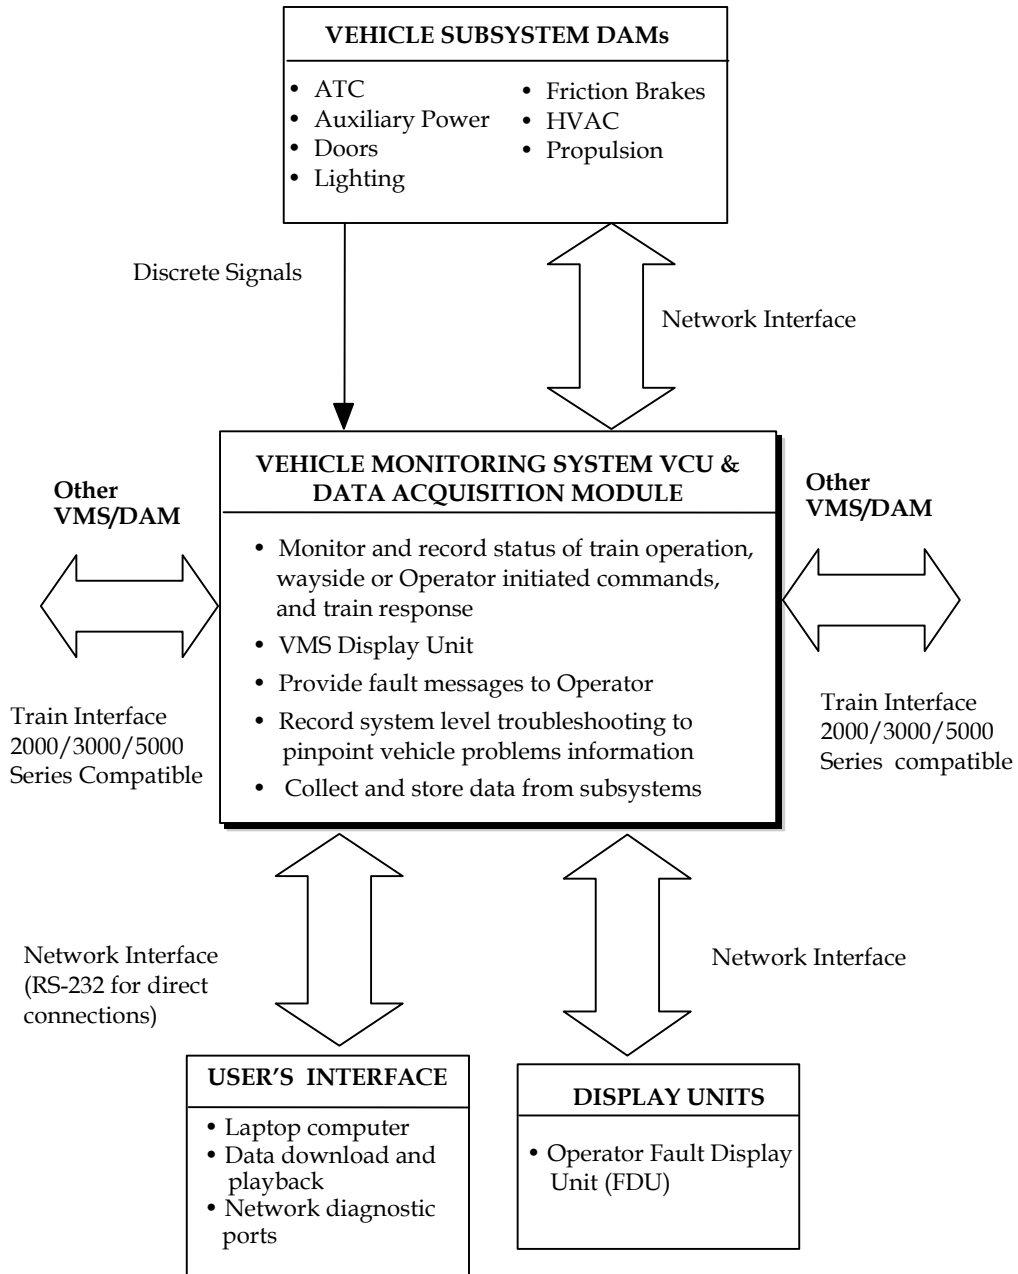 VEHICLE SUBSYSTEM DAMs
• ATC
• Auxiliary Power
• Doors
• Lighting
• Friction Brakes
• HVAC
• Propulsion
Discrete Signals
Network Interface
Other
VMS/DAM
Train Interface
2000/3000/5000
Series Compatible
VEHICLE MONITORING SYSTEM VCU &
DATA ACQUISITION MODULE
• Monitor and record status of train operation,
wayside or Operator initiated commands,
and train response
• VMS Display Unit
• Provide fault messages to Operator
• Record system level troubleshooting to
pinpoint vehicle problems information
• Collect and store data from subsystems
Other
VMS/DAM
Train Interface
2000/3000/5000
Series compatible
Network Interface
(RS-232 for direct
connections)
Network Interface
USER'S INTERFACE
• Laptop computer
• Data download and
playback
• Network diagnostic
ports
DISPLAY UNITS
• Operator Fault Display
Unit (FDU)